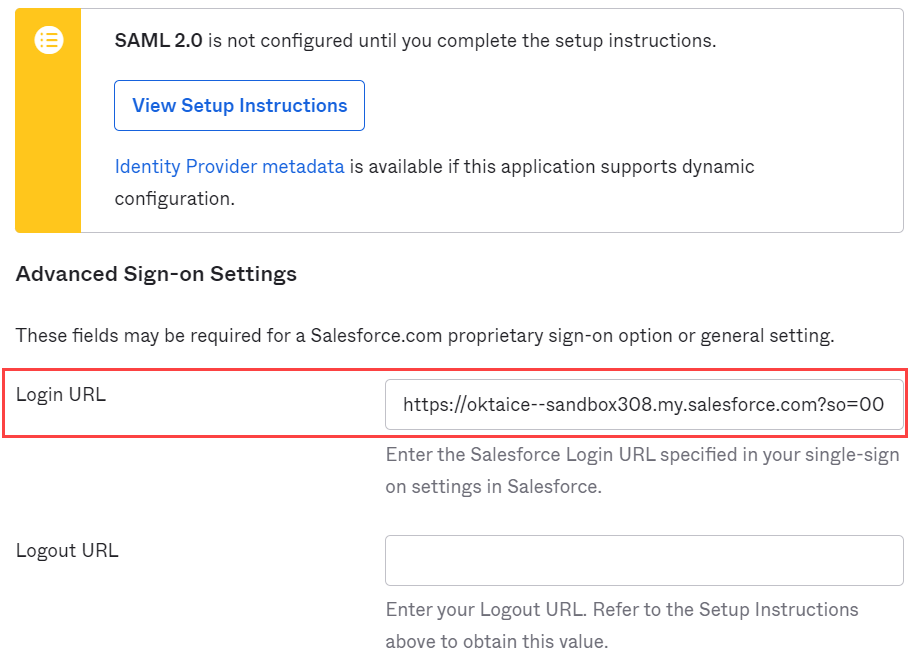 SAML 2.0 is not configured until you complete the setup instructions.
View Setup Instructions
Identity Provider metadata is available if this application supports dynamic
configuration.
Advanced Sign-on Settings
These fields may be required for a Salesforce.com proprietary sign-on option or general setting.
Login URL
https://oktaice--sandbox308.my.salesforce.com?so=00
Enter the Salesforce Login URL specified in your single-sign
on settings in Salesforce.
Logout URL
Enter your Logout URL. Refer to the Setup Instructions
above to obtain this value.